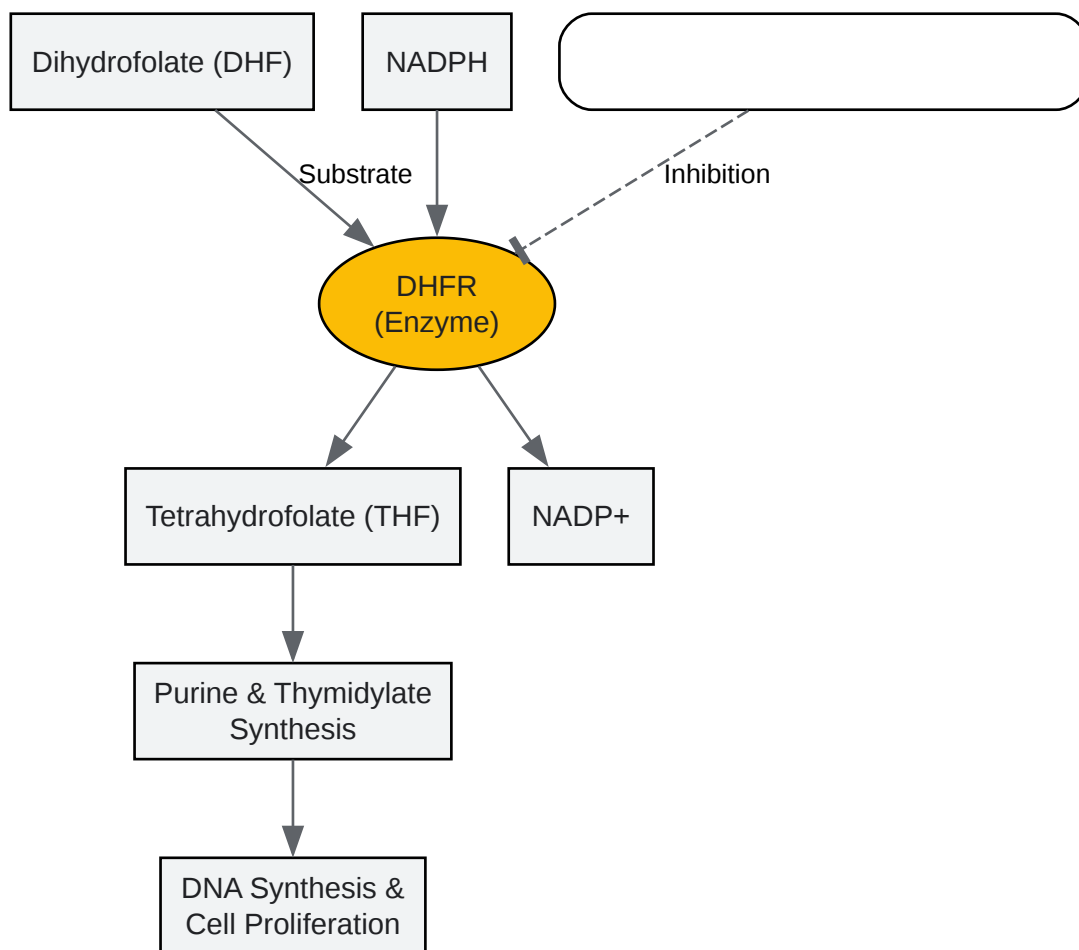 Dihydrofolate (DHF)
NADPH
Substrate
Inhibition
DHFR
(Enzyme)
Tetrahydrofolate (THF)
NADP+
Purine & Thymidylate
Synthesis
DNA Synthesis &
Cell Proliferation